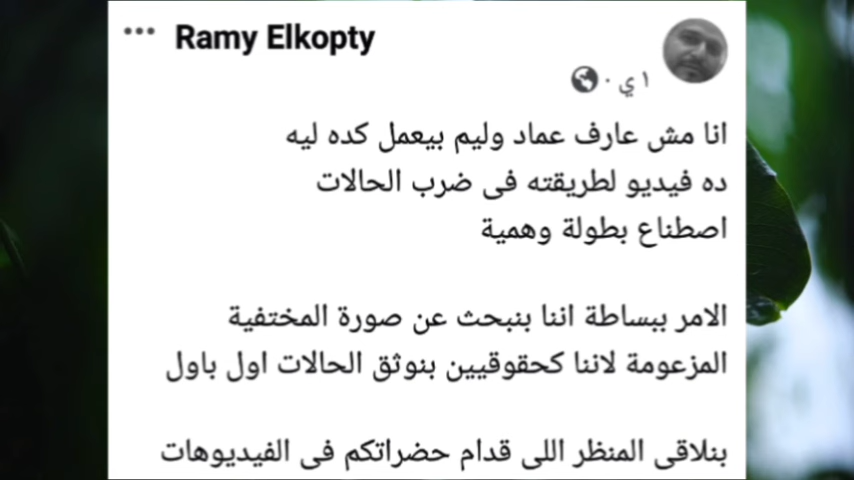 Ramy Elkopty
١ ي ·
انا مش عارف عماد وليم بيعمل كده ليه
ده فيديو لطريقته فى ضرب الحالات
اصطناع بطولة وهمية
الامر ببساطة اننا بنبحث عن صورة المختفية
المزعومة لاننا كحقوقيين بنوثق الحالات اول باول
بنلاقى المنظر اللى قدام حضراتكم فى الفيديوهات